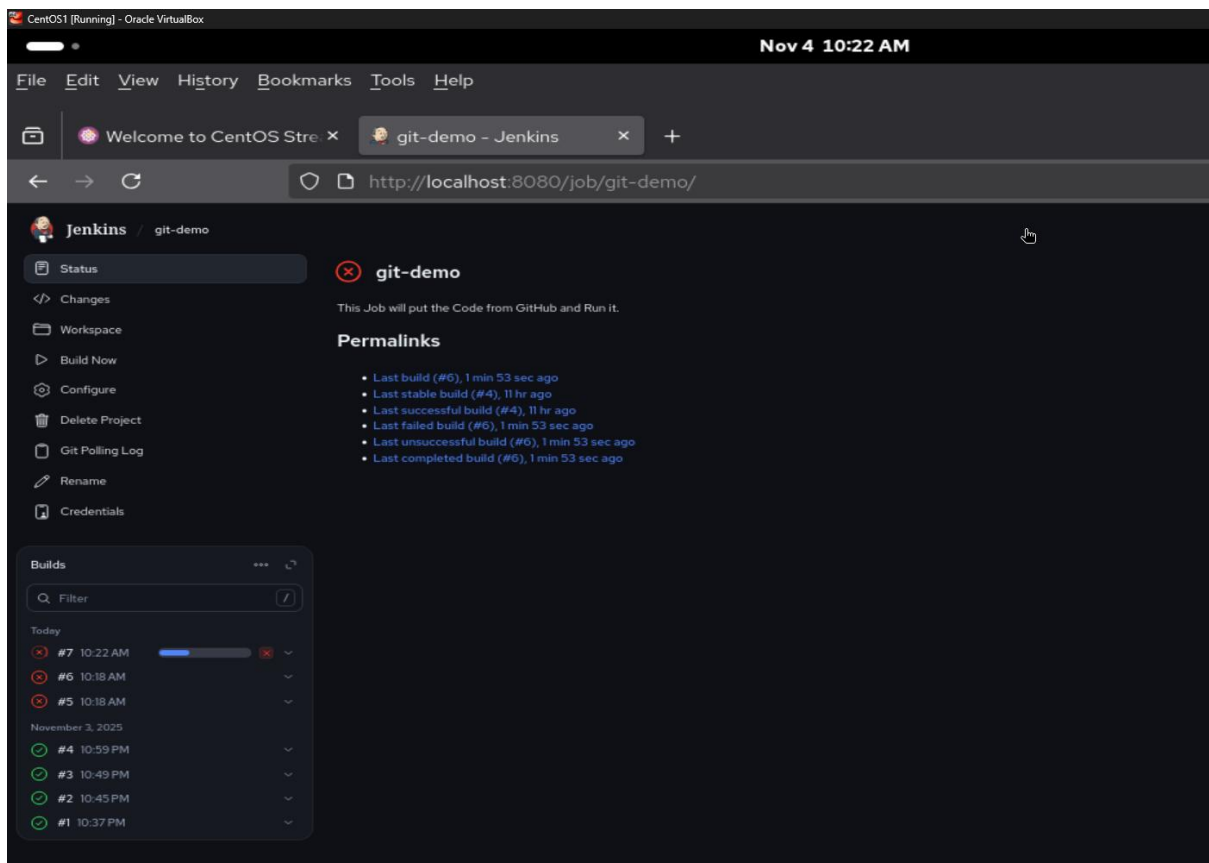 CentOS1 [Running] - Oracle VirtualBox
Nov 4 10:22 AM
File Edit View History Bookmarks Tools Help
Welcome to CentOS Stre
git-demo – Jenkins
http://localhost:8080/job/git-demo/
Jenkins / git-demo
Status
git-demo
Changes
This Job will put the Code from GitHub and Run it.
Workspace
Permalinks
Build Now
Last build (#6), 1 min 53 sec ago
Configure
Last stable build (#4), 11 hr ago
Last successful build (#4), 11 hr ago
Delete Project
Last failed build (#6), 1 min 53 sec ago
Last unsuccessful build (#6), 1 min 53 sec ago
Git Polling Log
Last completed build (#6), 1 min 53 sec ago
Rename
Credentials
Builds
Filter /
Today
#7 10:22 AM
#6 10:18 AM
#5 10:18 AM
November 3, 2025
#4 10:59 PM
#3 10:49 PM
#2 10:45 PM
#1 10:37 PM